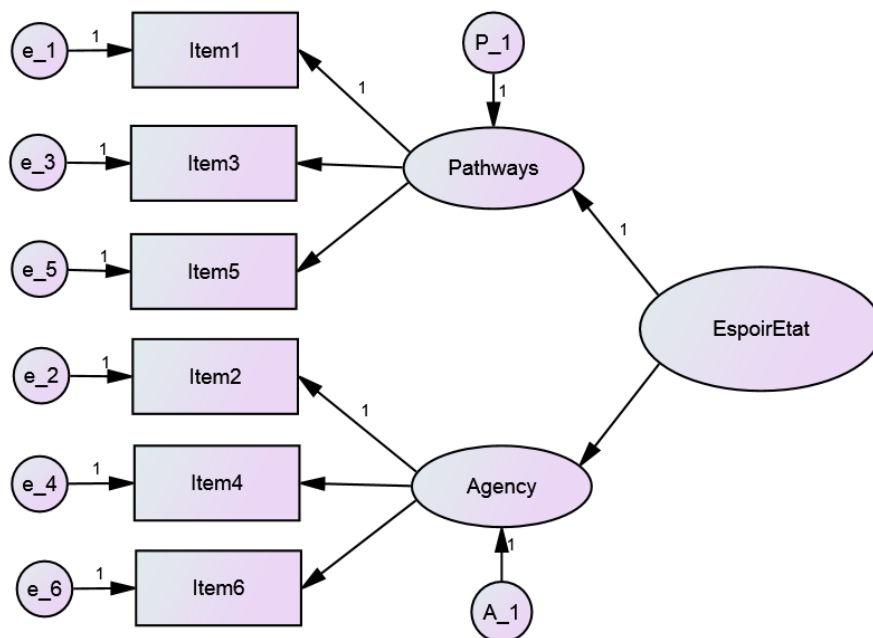 e_1
1
Item1
P_1
1
1
e_3
1
Item3
Pathways
1
e_5
1
Item5
EspoirEtat
e_2
1
Item2
1
e_4
1
Item4
Agency
1
e_6
1
Item6
A_1